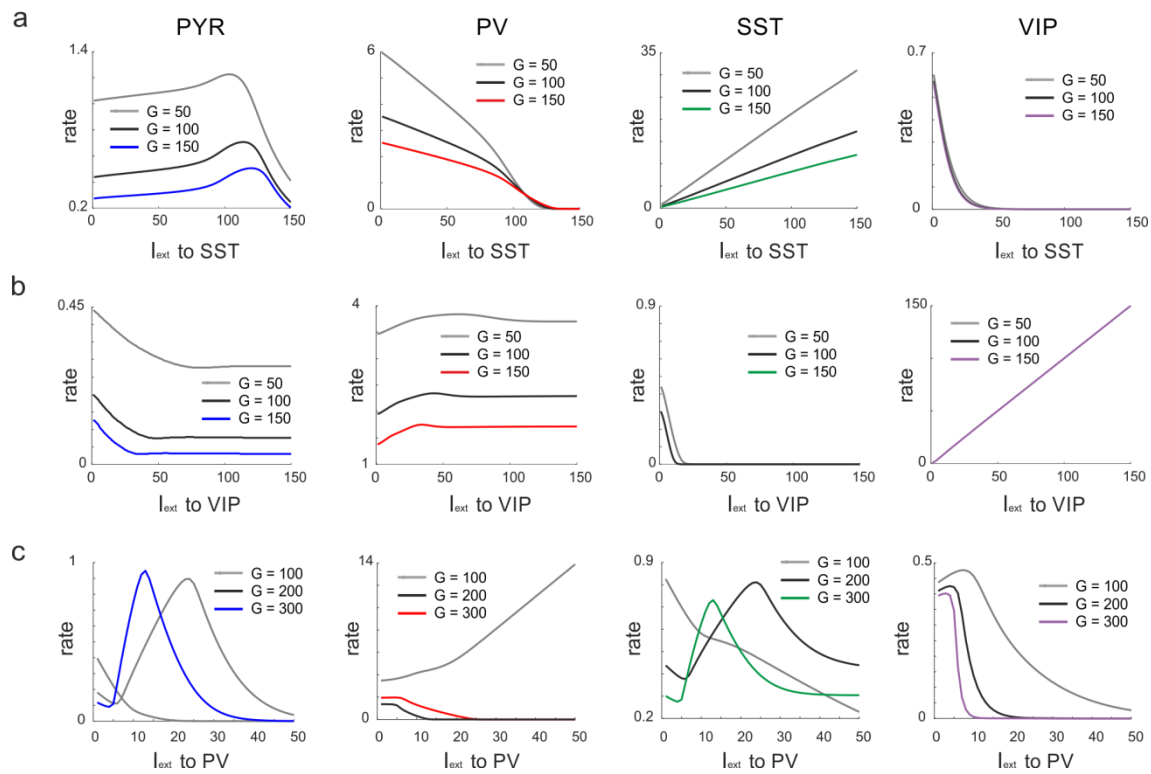 a
PYR PV SST VIP
1.4
rate
0.2
G = 50
G = 100
G = 150
0 50 100 150
Iext to SST
6
rate
0
G = 50
G = 100
G = 150
0 50 100 150
Iext to SST
35
rate
0
G = 50
G = 100
G = 150
0 50 100 150
Iext to SST
0.7
rate
0
G = 50
G = 100
G = 150
0 50 100 150
Iext to SST
b
0.45
rate
0
G = 50
G = 100
G = 150
0 50 100 150
Iext to VIP
4
rate
1
G = 50
G = 100
G = 150
0 50 100 150
Iext to VIP
0.9
rate
0
G = 50
G = 100
G = 150
0 50 100 150
Iext to VIP
150
rate
0
G = 50
G = 100
G = 150
0 50 100 150
Iext to VIP
c
1
rate
0
G = 100
G = 200
G = 300
0 10 20 30 40 50
Iext to PV
14
rate
0
G = 100
G = 200
G = 300
0 10 20 30 40 50
Iext to PV
0.9
rate
0.2
G = 100
G = 200
G = 300
0 10 20 30 40 50
Iext to PV
0.5
rate
0
G = 100
G = 200
G = 300
0 10 20 30 40 50
Iext to PV